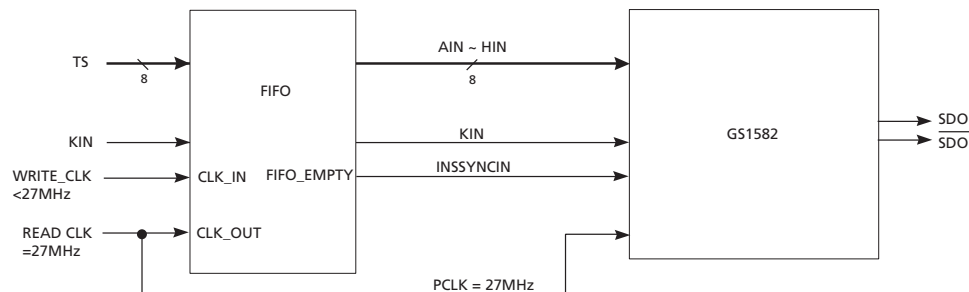 TS
8
KIN
WRITE_CLK
<27MHz
READ CLK
=27MHz
FIFO
CLK_IN
FIFO_EMPTY
CLK_OUT
AIN ~ HIN
8
KIN
INSSYNCIN
PCLK = 27MHz
GS1582
SDO
SDO